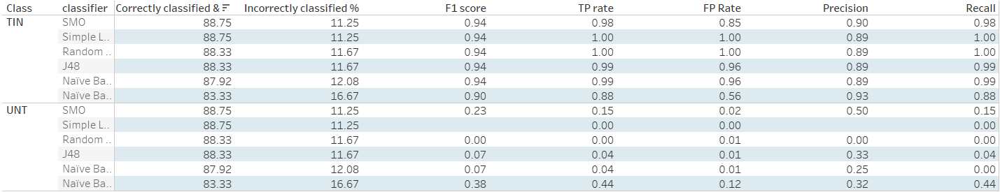 Class classifier Correctly classified & Incorrectly classified % F1 score TP rate FP Rate Precision Recall
TIN SMO 88.75 11.25 0.94 0.98 0.85 0.90 0.98
Simple L.. 88.75 11.25 0.94 1.00 1.00 0.89 1.00
Random .. 88.33 11.67 0.94 1.00 1.00 0.89 1.00
J48 88.33 11.67 0.94 0.99 0.96 0.89 0.99
Naïve Ba.. 87.92 12.08 0.94 0.99 0.96 0.89 0.99
Naïve Ba.. 83.33 16.67 0.90 0.88 0.56 0.93 0.88
UNT SMO 88.75 11.25 0.23 0.15 0.02 0.50 0.15
Simple L.. 88.75 11.25 0.00 0.00 0.00
Random .. 88.33 11.67 0.00 0.00 0.01 0.00 0.00
J48 88.33 11.67 0.07 0.04 0.01 0.33 0.04
Naïve Ba.. 87.92 12.08 0.07 0.04 0.01 0.25 0.00
Naïve Ba.. 83.33 16.67 0.38 0.44 0.12 0.32 0.44